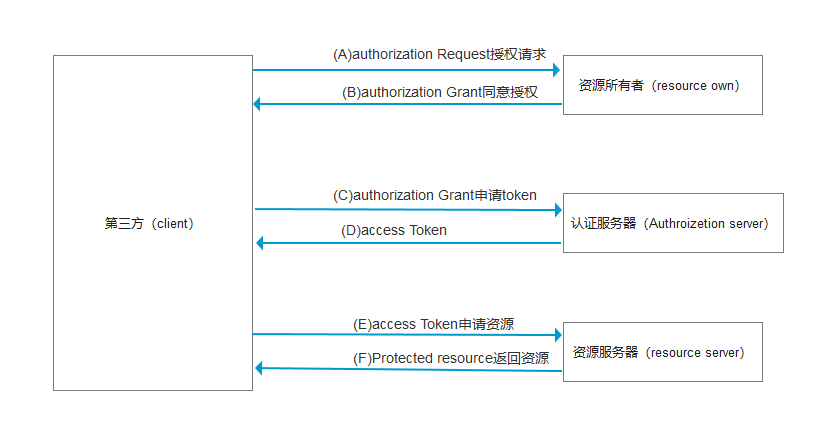 (A)authorization Request授权请求
资源所有者（resource own）
(B)authorization Grant同意授权
(C)authorization Grant申请token
第三方（client）
认证服务器（Authroizetion server）
(D)access Token
(E)access Token申请资源
资源服务器（resource server）
(F)Protected resource返回资源